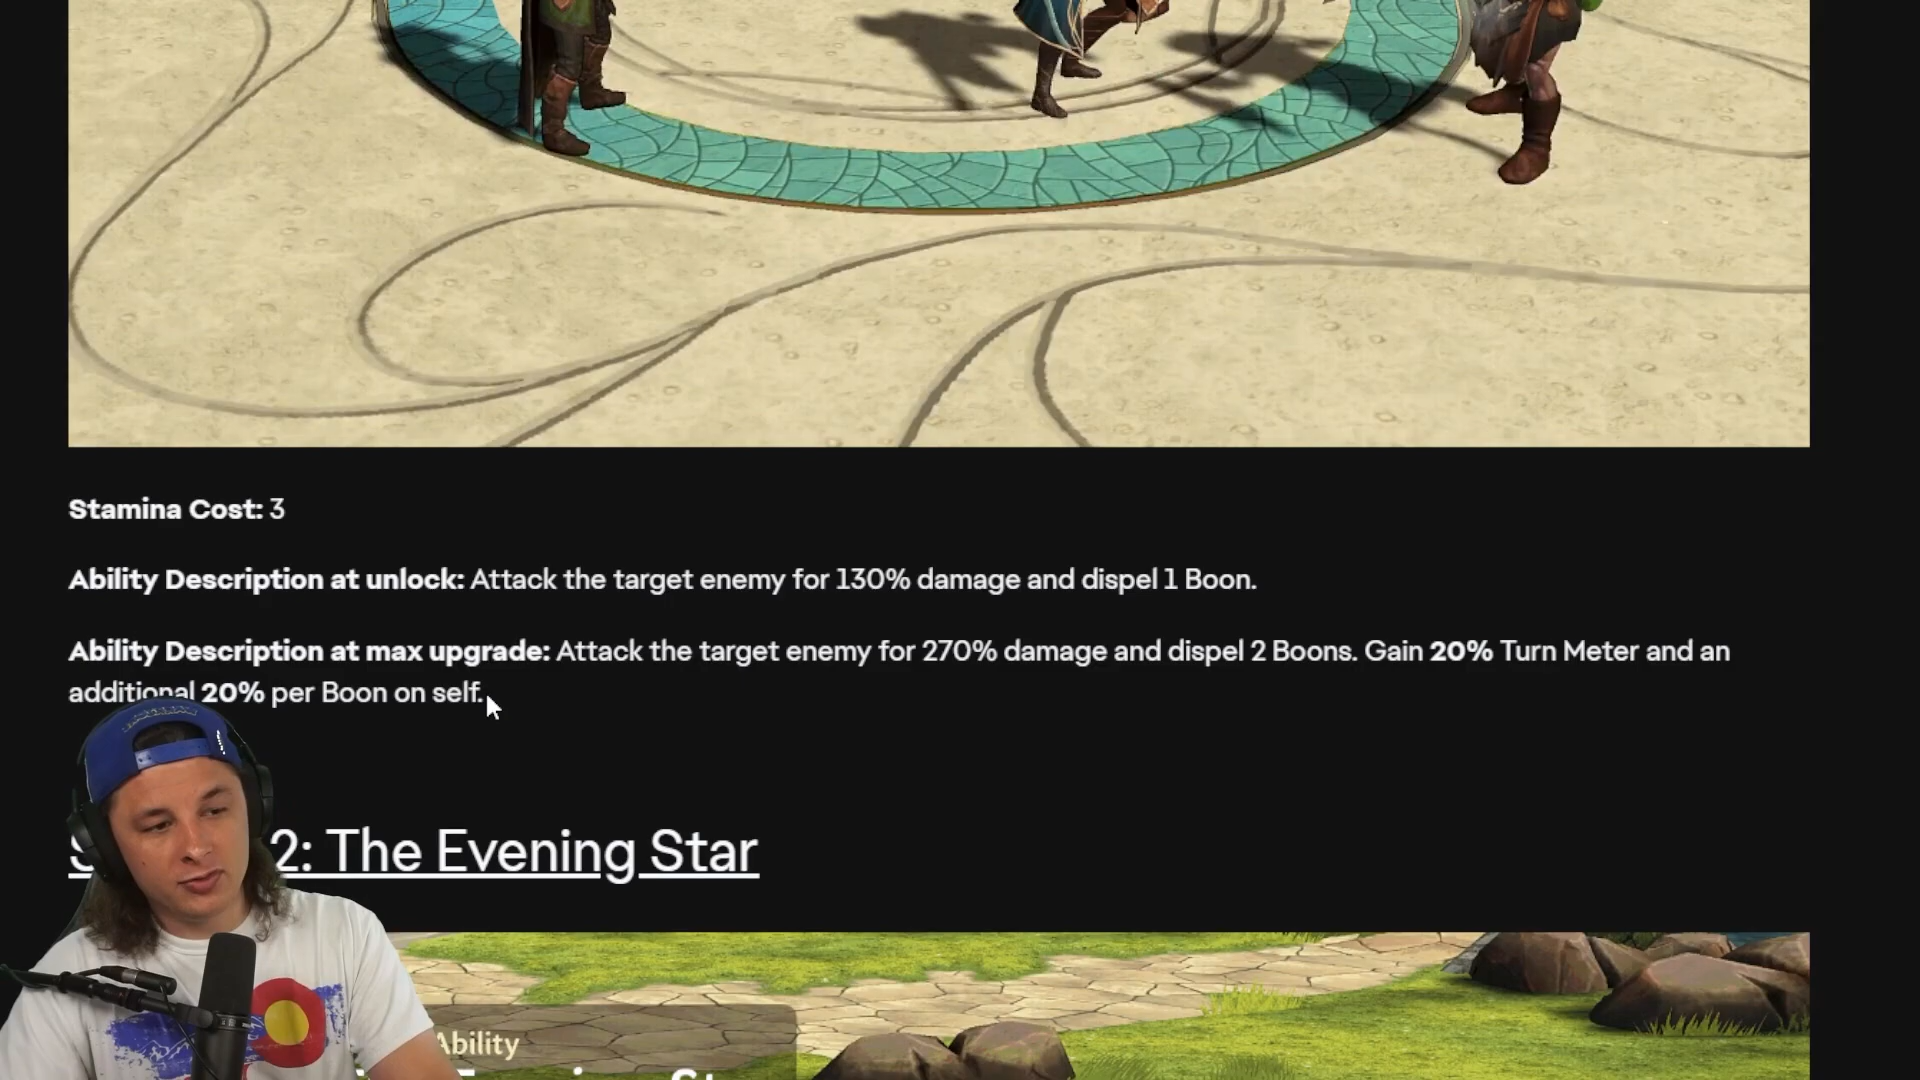 Stamina Cost: 3
Ability Description at unlock: Attack the target enemy for 130% damage and dispel 1 Boon.
Ability Description at max upgrade: Attack the target enemy for 270% damage and dispel 2 Boons. Gain 20% Turn Meter and an
additional 20% per Boon on self.
2: The Evening Star
Ability